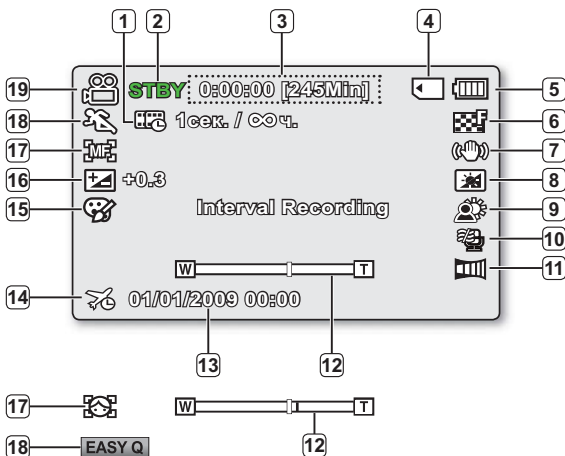 1 2 3 4
19 STBY 0:00:00 [245Min] 5
18 1сек. / ∞ ч. F 6
17 MF 7
16 +0.3 8
15 Interval Recording 9
10
W T 11
14 01/01/2009 00:00
13 12
17 W T
18 EASY Q 12